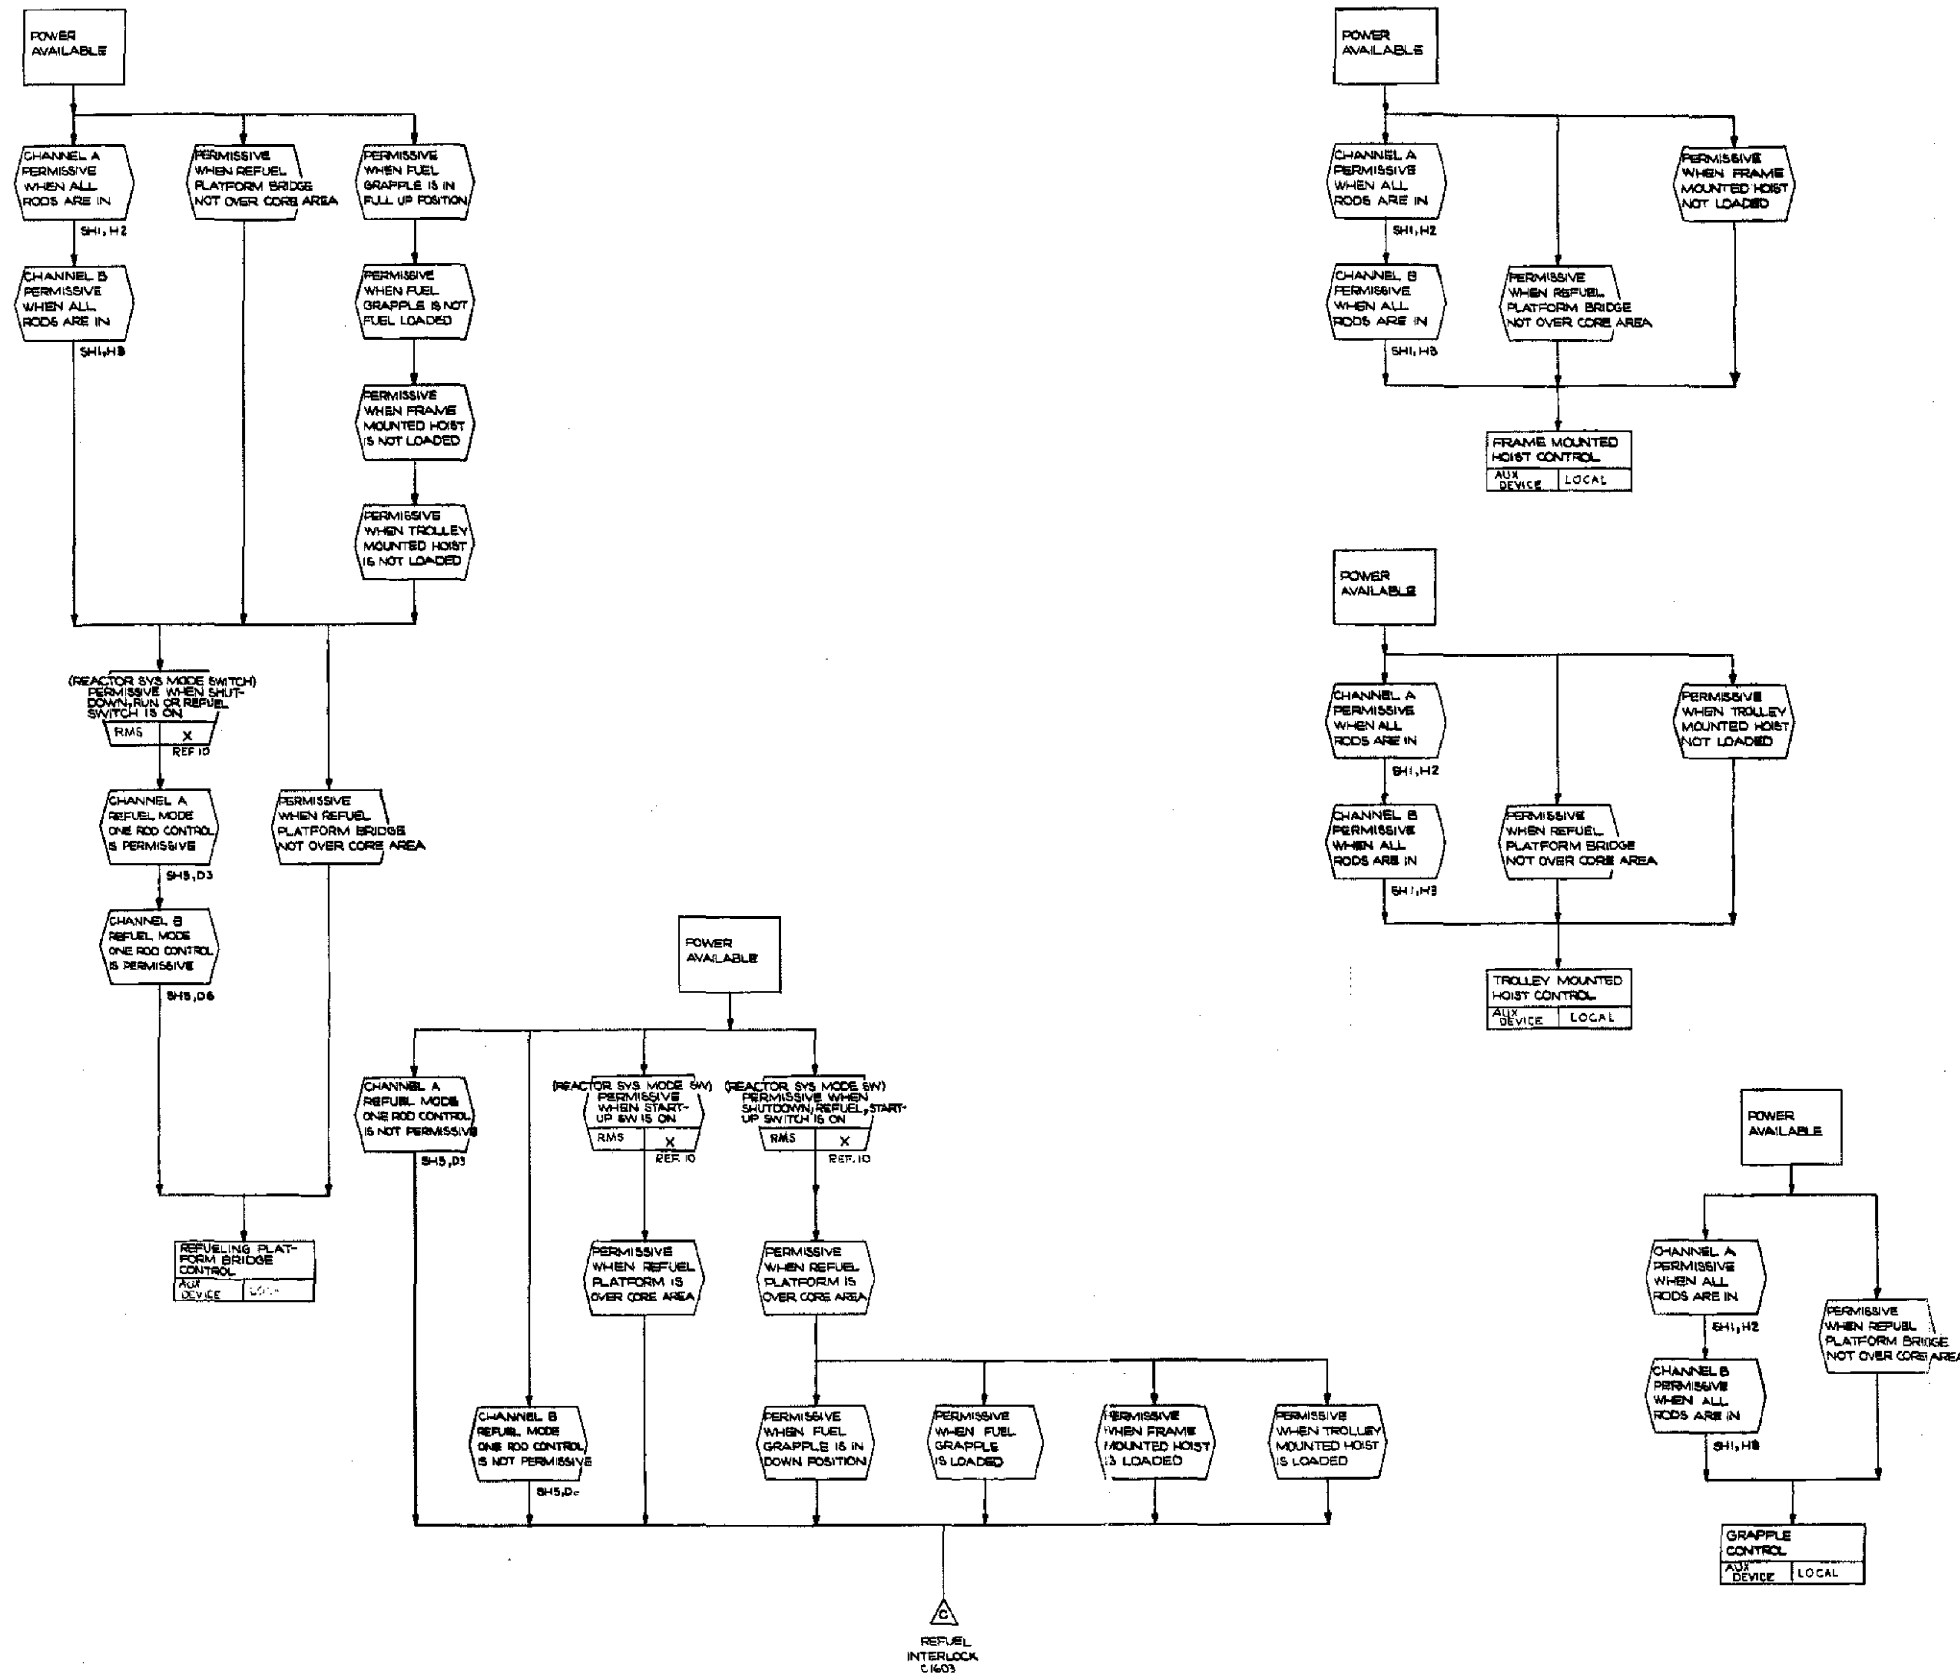 POWER
AVAILABLE
CHANNEL A
PERMISSIVE
WHEN ALL
RODS ARE IN
SH1, H2
CHANNEL B
PERMISSIVE
WHEN ALL
RODS ARE IN
SH1, H3
PERMISSIVE
WHEN REFUEL
PLATFORM BRIDGE
NOT OVER CORE AREA
PERMISSIVE
WHEN FUEL
GRAPPLE IS IN
FULL UP POSITION
PERMISSIVE
WHEN FUEL
GRAPPLE IS NOT
FUEL LOADED
PERMISSIVE
WHEN FRAME
MOUNTED HOIST
IS NOT LOADED
PERMISSIVE
WHEN TROLLEY
MOUNTED HOIST
IS NOT LOADED
(REACTOR SYS MODE SWITCH)
PERMISSIVE WHEN SHUT-
DOWN, RUN OR REFUEL
SWITCH IS ON
RMS X
REF 10
CHANNEL A
REFUEL MODE
ONE ROD CONTROL
IS PERMISSIVE
SH5, D3
CHANNEL B
REFUEL MODE
ONE ROD CONTROL
IS PERMISSIVE
SH5, D6
PERMISSIVE
WHEN REFUEL
PLATFORM BRIDGE
NOT OVER CORE AREA
REFUELING PLAT-
FORM BRIDGE
CONTROL
AUX
DEVICE
POWER
AVAILABLE
CHANNEL A
REFUEL MODE
ONE ROD CONTROL
IS NOT PERMISSIVE
SH5, D3
CHANNEL B
REFUEL MODE
ONE ROD CONTROL
IS NOT PERMISSIVE
(REACTOR SYS MODE SW)
PERMISSIVE
WHEN START-
UP SW IS ON
RMS X
REF. 10
PERMISSIVE
WHEN REFUEL
PLATFORM IS
OVER CORE AREA
(REACTOR SYS MODE SW)
PERMISSIVE WHEN
SHUTDOWN, REFUEL, START-
UP SWITCH IS ON
RMS X
REF. 10
PERMISSIVE
WHEN REFUEL
PLATFORM IS
OVER CORE AREA
PERMISSIVE
WHEN FUEL
GRAPPLE IS IN
DOWN POSITION
PERMISSIVE
WHEN FUEL
GRAPPLE
IS LOADED
PERMISSIVE
WHEN FRAME
MOUNTED HOIST
IS LOADED
PERMISSIVE
WHEN TROLLEY
MOUNTED HOIST
IS LOADED
C
REFUEL
INTERLOCK
C1603
POWER
AVAILABLE
CHANNEL A
PERMISSIVE
WHEN ALL
RODS ARE IN
SH1, H2
CHANNEL B
PERMISSIVE
WHEN ALL
RODS ARE IN
SH1, H3
PERMISSIVE
WHEN REFUEL
PLATFORM BRIDGE
NOT OVER CORE AREA
PERMISSIVE
WHEN FRAME
MOUNTED HOIST
NOT LOADED
FRAME MOUNTED
HOIST CONTROL
AUX
DEVICE LOCAL
POWER
AVAILABLE
CHANNEL A
PERMISSIVE
WHEN ALL
RODS ARE IN
SH1, H2
CHANNEL B
PERMISSIVE
WHEN ALL
RODS ARE IN
SH1, H3
PERMISSIVE
WHEN REFUEL
PLATFORM BRIDGE
NOT OVER CORE AREA
PERMISSIVE
WHEN TROLLEY
MOUNTED HOIST
NOT LOADED
TROLLEY MOUNTED
HOIST CONTROL
AUX
DEVICE LOCAL
POWER
AVAILABLE
CHANNEL A
PERMISSIVE
WHEN ALL
RODS ARE IN
SH1, H2
CHANNEL B
PERMISSIVE
WHEN ALL
RODS ARE IN
SH1, H3
PERMISSIVE
WHEN REFUEL
PLATFORM BRIDGE
NOT OVER CORE AREA
GRAPPLE
CONTROL
AUX
DEVICE LOCAL